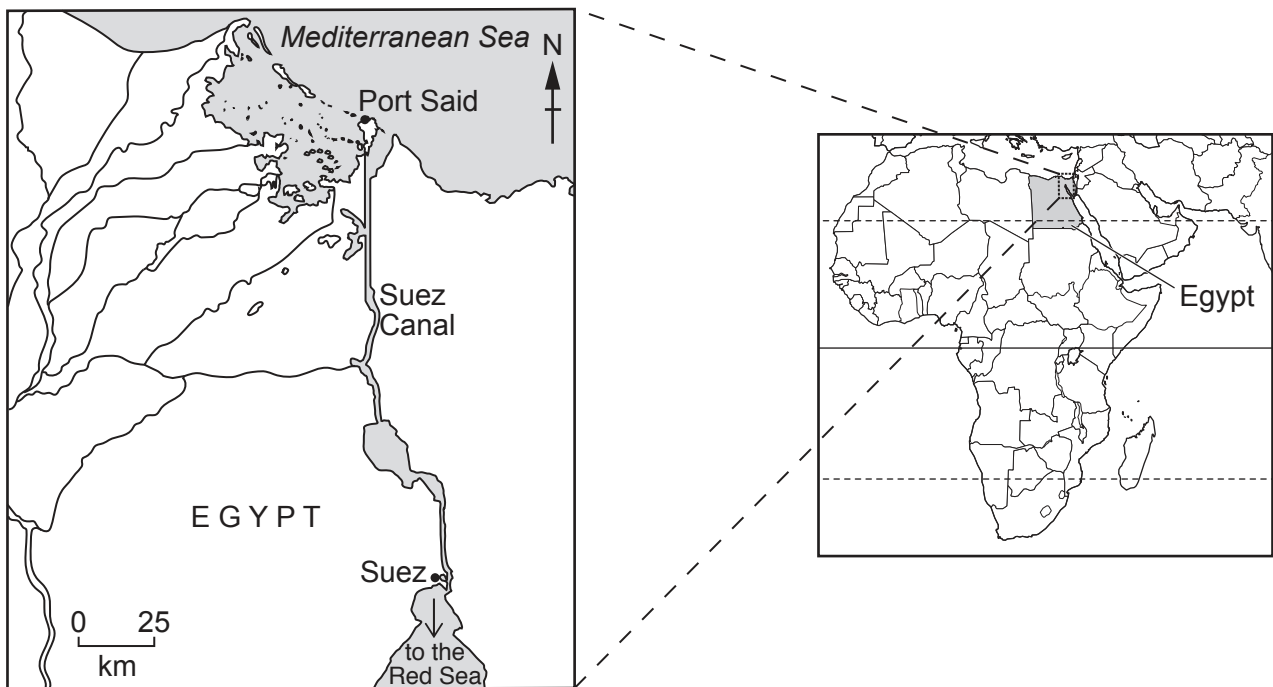 Mediterranean Sea
N
Port Said
Suez
Canal
Egypt
EGYPT
Suez
0 25
km
to the
Red Sea